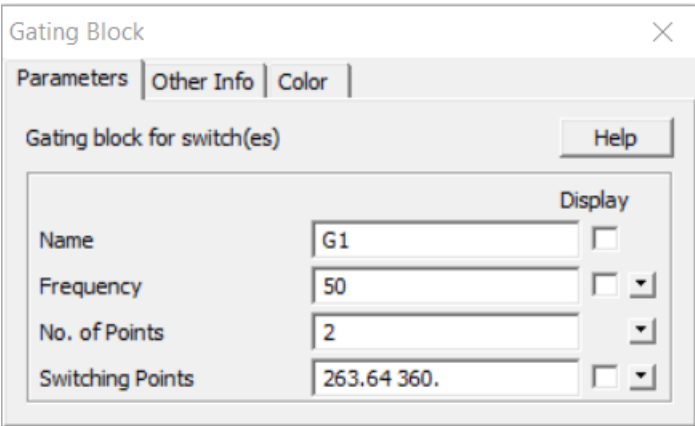 Gating Block
Parameters Other Info Color
Gating block for switch(es) Help
Display
Name G1
Frequency 50
No. of Points 2
Switching Points 263.64 360.